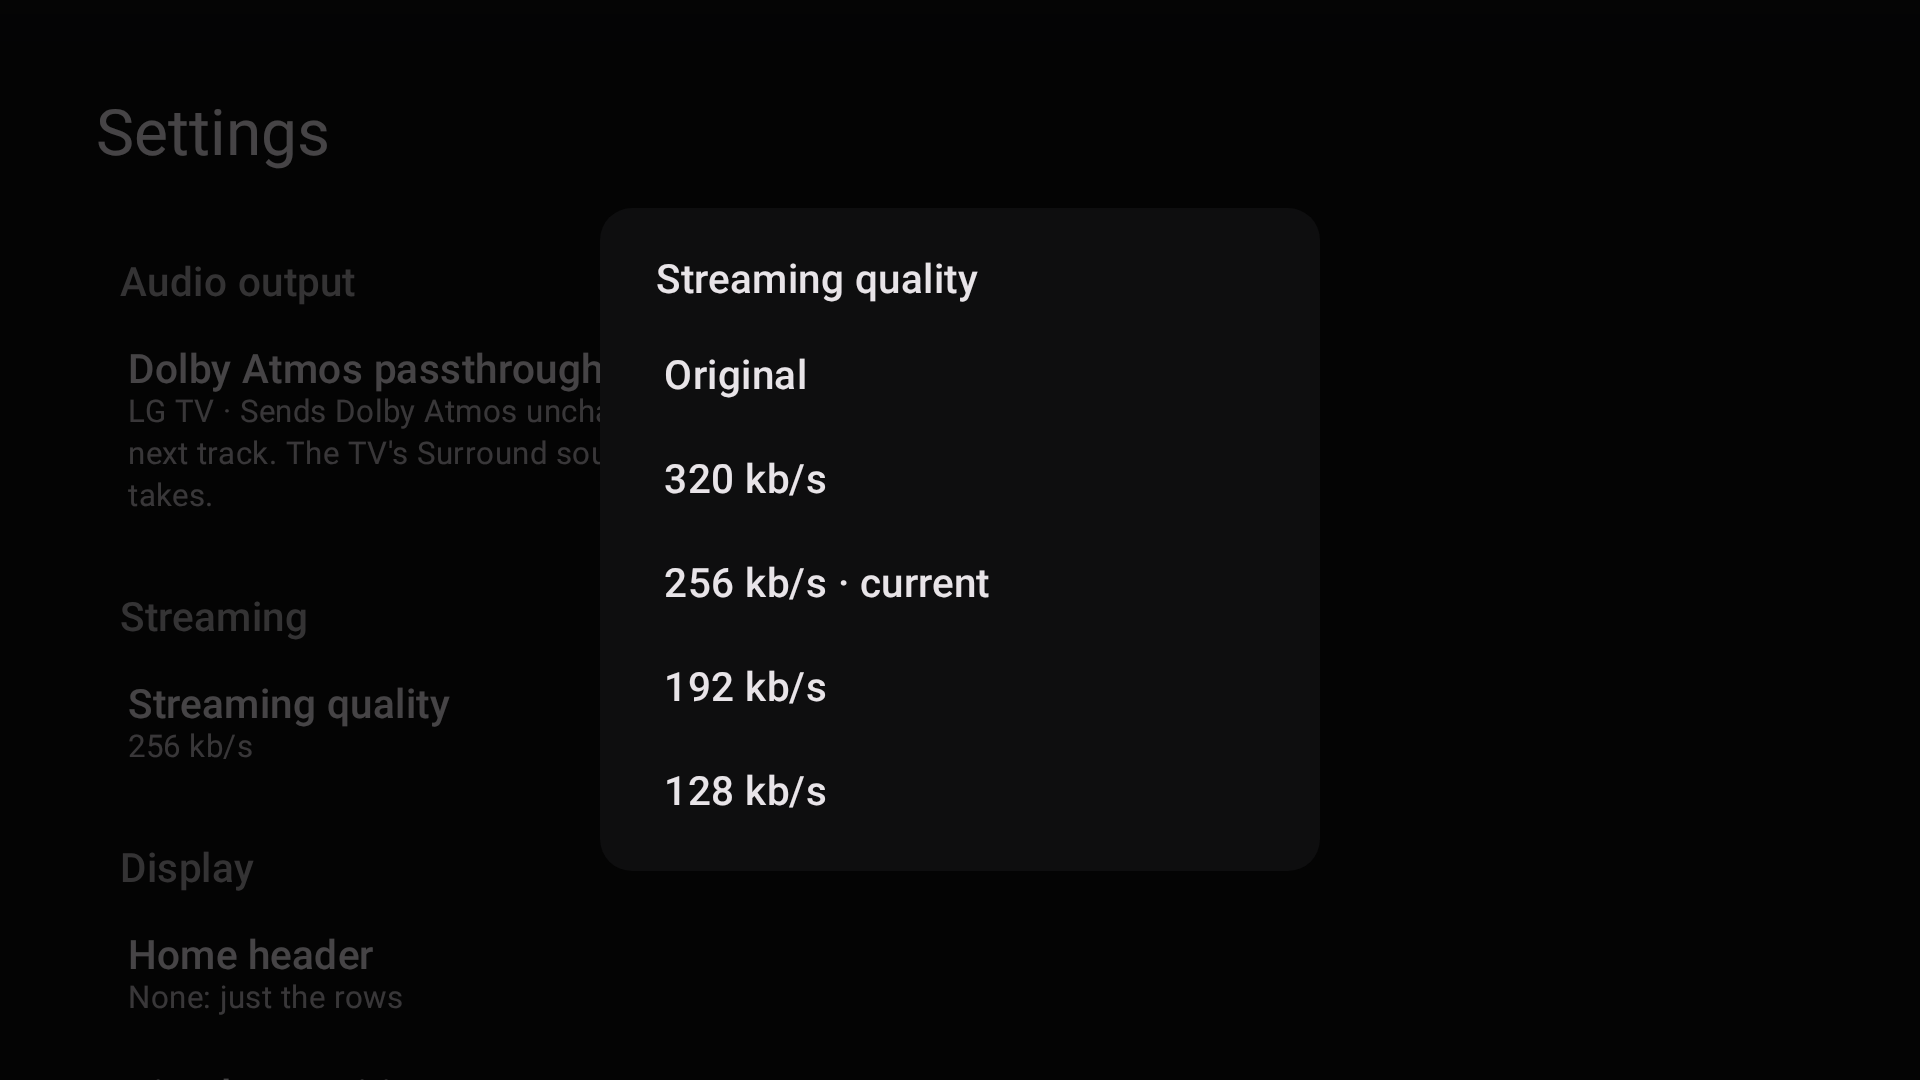 Settings
Audio output
Dolby Atmos passthrough
LG TV · Sends Dolby Atmos
next track. The TV's Surround
takes.
Streaming
Streaming quality
256 kb/s
Display
Home header
None: just the rows
Streaming quality
Original
320 kb/s
256 kb/s · current
192 kb/s
128 kb/s